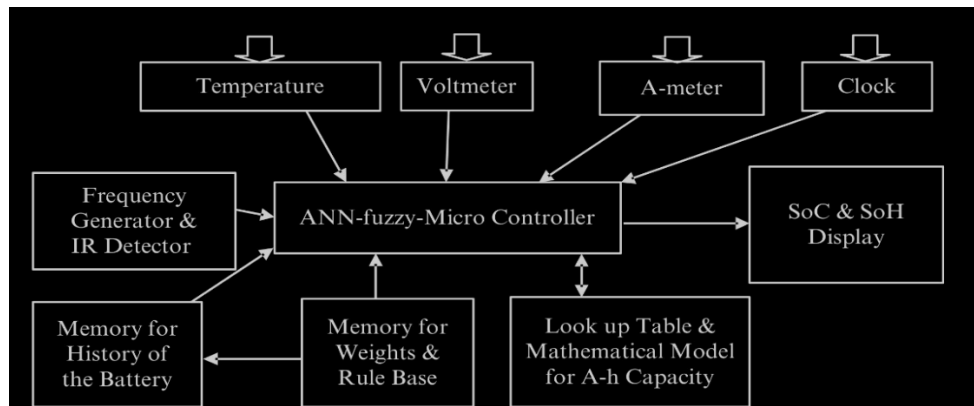 Temperature
Voltmeter
A-meter
Clock
Frequency
Generator &
IR Detector
ANN-fuzzy-Micro Controller
SoC & SoH
Display
Memory for
History of
the Battery
Memory for
Weights &
Rule Base
Look up Table &
Mathematical Model
for A-h Capacity